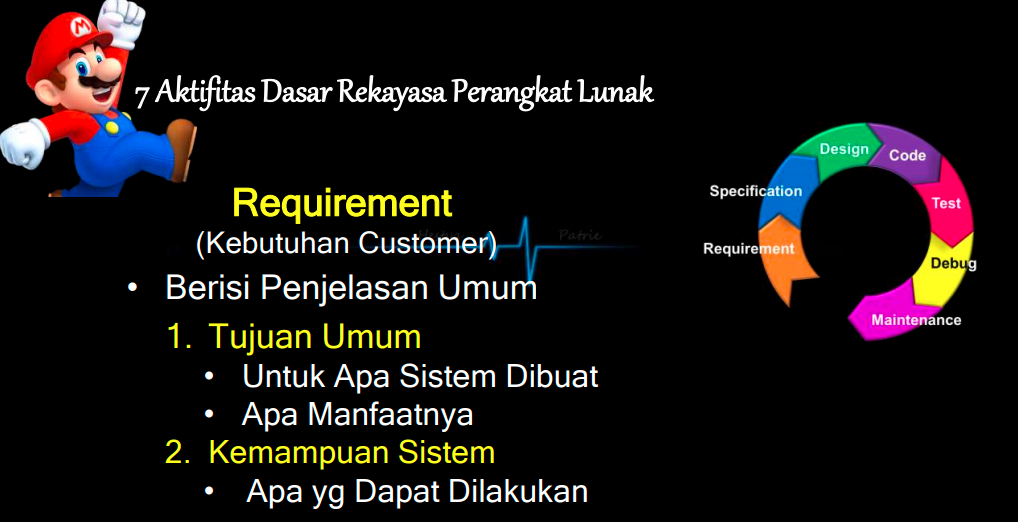 7 Aktifitas Dasar Rekayasa Perangkat Lunak
Requirement
(Kebutuhan Customer)
• Berisi Penjelasan Umum
1. Tujuan Umum
• Untuk Apa Sistem Dibuat
• Apa Manfaatnya
2. Kemampuan Sistem
• Apa yg Dapat Dilakukan
Patrie
Requirement
Specification
Design
Code
Test
Debug
Maintenance
M